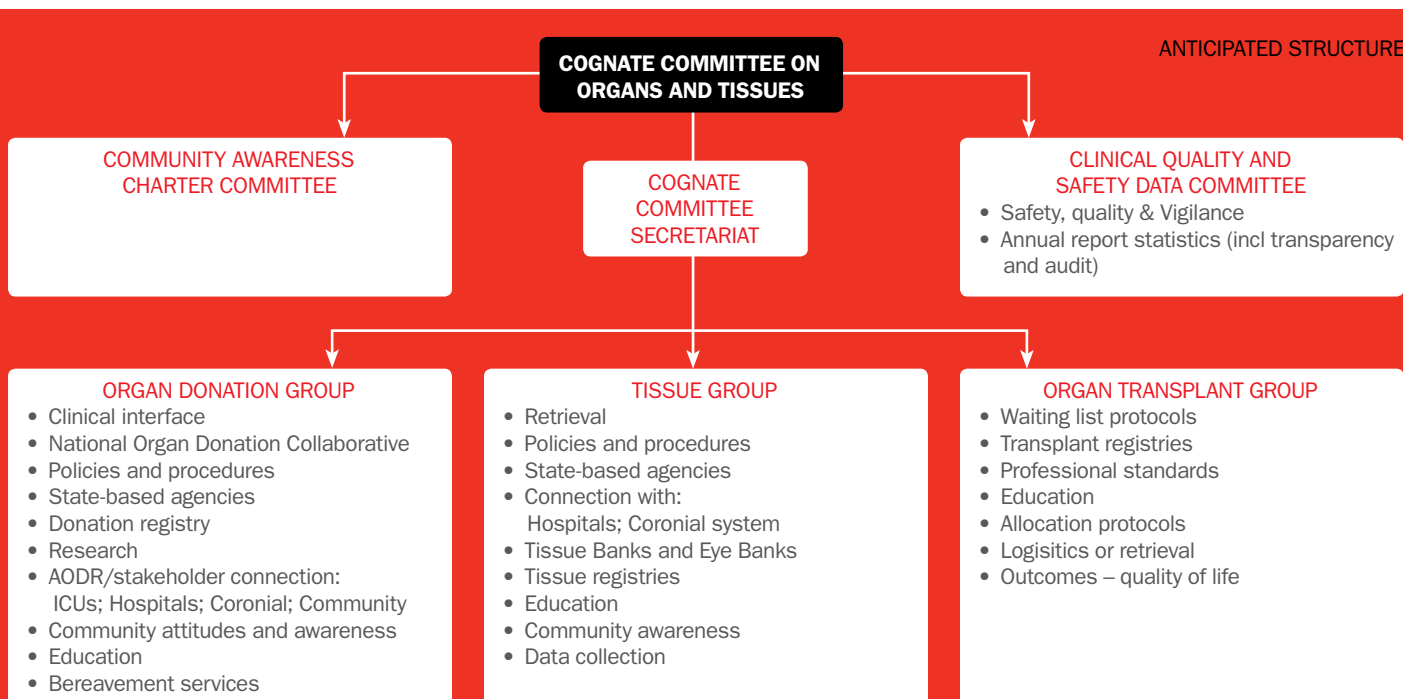 ANTICIPATED STRUCTURE
COGNATE COMMITTEE ON
ORGANS AND TISSUES
COMMUNITY AWARENESS
CHARTER COMMITTEE
COGNATE
COMMITTEE
SECRETARIAT
CLINICAL QUALITY AND
SAFETY DATA COMMITTEE
• Safety, quality & Vigilance
• Annual report statistics (incl transparency
and audit)
ORGAN DONATION GROUP
• Clinical interface
• National Organ Donation Collaborative
• Policies and procedures
• State-based agencies
• Donation registry
• Research
• AODR/stakeholder connection:
ICUs; Hospitals; Coronial; Community
• Community attitudes and awareness
• Education
• Bereavement services
TISSUE GROUP
• Retrieval
• Policies and procedures
• State-based agencies
• Connection with:
Hospitals; Coronial system
• Tissue Banks and Eye Banks
• Tissue registries
• Education
• Community awareness
• Data collection
ORGAN TRANSPLANT GROUP
• Waiting list protocols
• Transplant registries
• Professional standards
• Education
• Allocation protocols
• Logisitics or retrieval
• Outcomes – quality of life